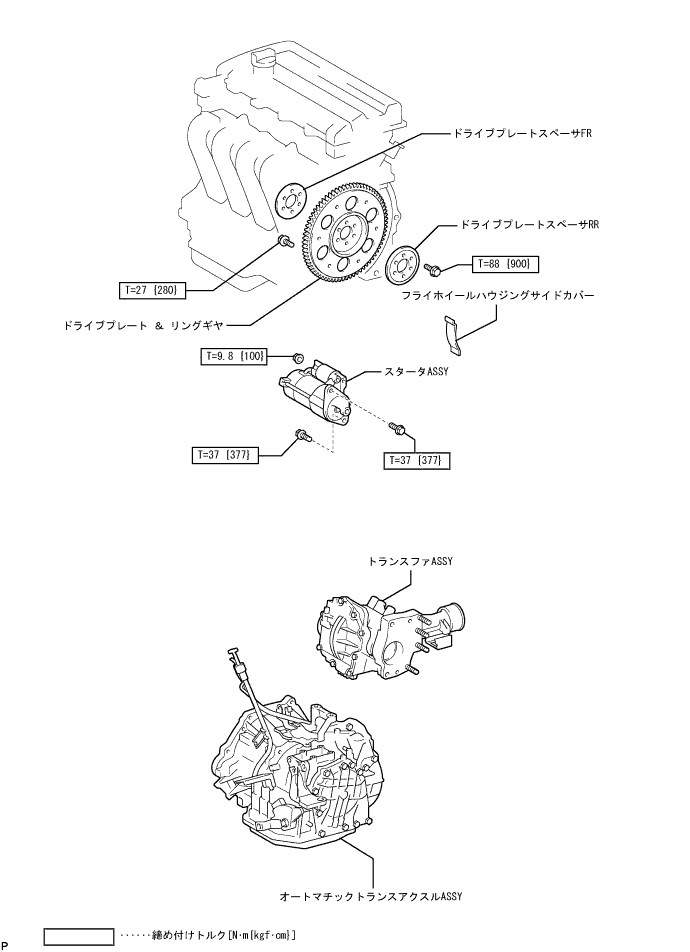 ドライブプレートスペーサFR
ドライブプレートスペーサRR
T=88 {900}
T=27 {280}
フライホイールハウジングサイドカバー
ドライブプレート & リングギヤ
T=9.8 {100}
スタータASSY
T=37 {377}
T=37 {377}
トランスファASSY
オートマチックトランスアクスルASSY
······締め付けトルク[N·m{kgf·cm}]
P